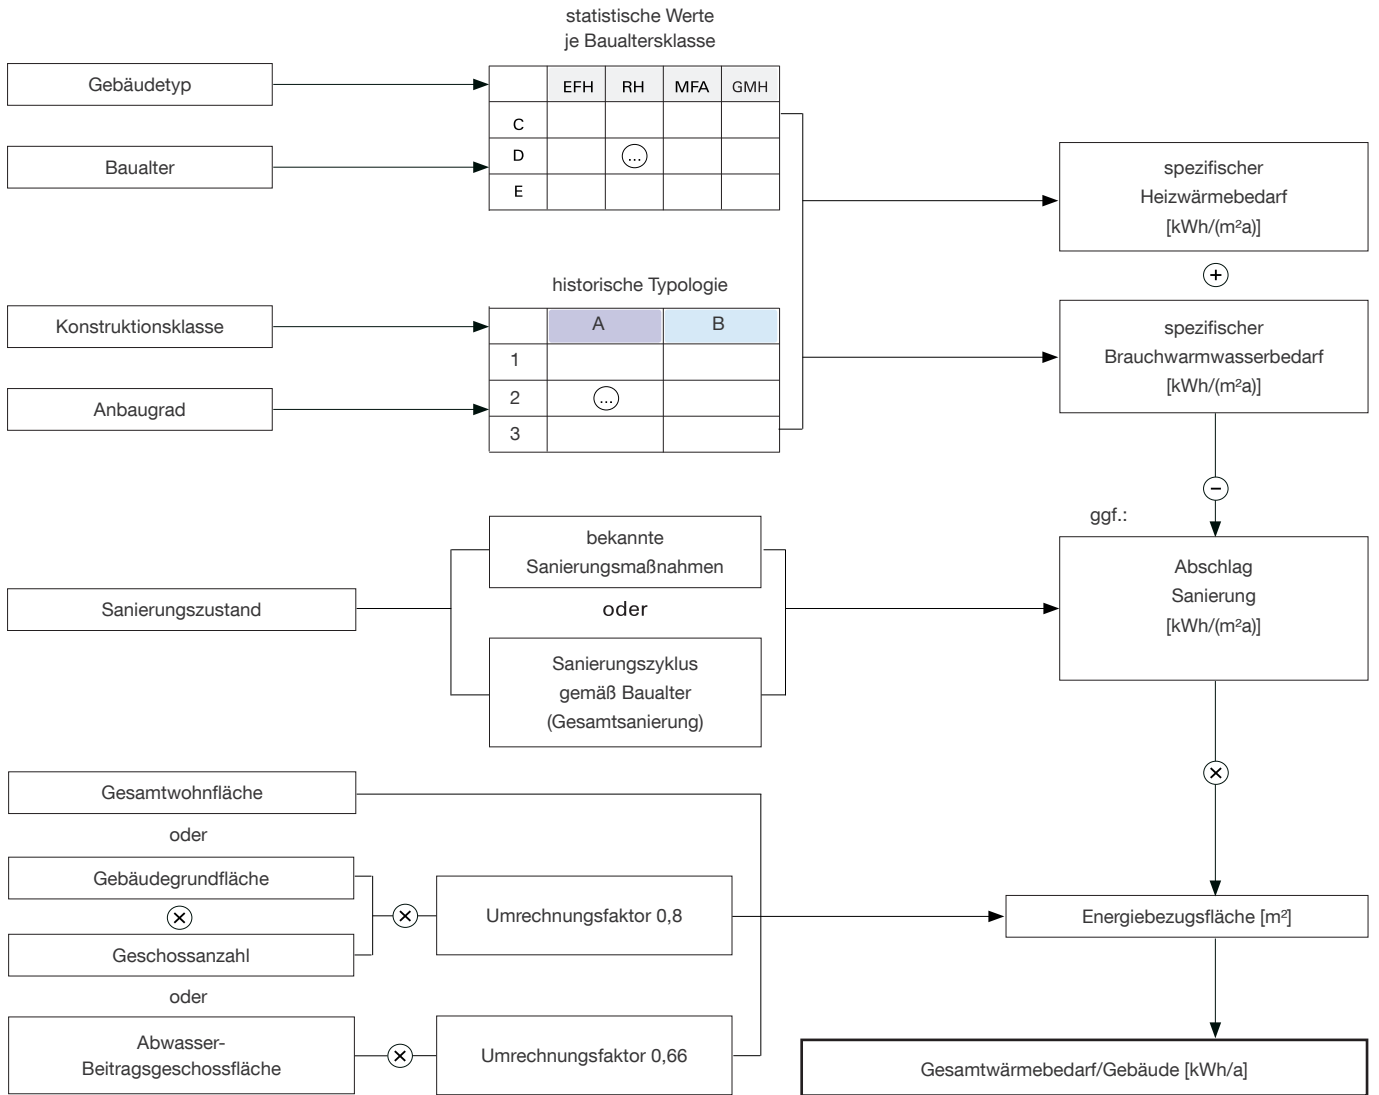 statistische Werte
je Baualtersklasse
Gebäudetyp
EFH RH MFA GMH
C
Baualter
D ...
E
spezifischer
Heizwärmebedarf
[kWh/(m²a)]
+
historische Typologie
Konstruktionsklasse
A B
1
Anbaugrad
2 ...
3
spezifischer
Brauchwarmwasserbedarf
[kWh/(m²a)]
−
ggf.:
Sanierungszustand
bekannte
Sanierungsmaßnahmen
oder
Sanierungszyklus
gemäß Baualter
(Gesamtsanierung)
Abschlag
Sanierung
[kWh/(m²a)]
×
Gesamtwohnfläche
oder
Gebäudegrundfläche
×
Geschossanzahl
×
Umrechnungsfaktor 0,8
Energiebezugsfläche [m²]
oder
Abwasser-
Beitragsgeschossfläche
×
Umrechnungsfaktor 0,66
Gesamtwärmebedarf/Gebäude [kWh/a]